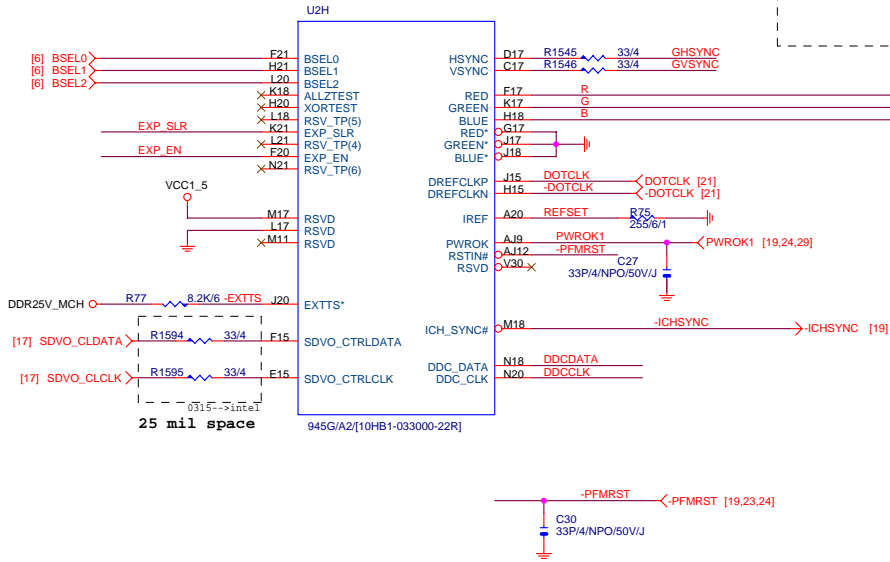 U2H
[6] BSEL0 F21 BSEL0 HSYNC D17 R1545 33/4 GHSYNC
[6] BSEL1 H21 BSEL1 VSYNC C17 R1546 33/4 GVSYNC
[6] BSEL2 L20 BSEL2
K18 ALLZTEST RED F17 R
H20 XORTEST GREEN K17 G
L18 RSV_TP(5) BLUE H18 B
EXP_SLR K21 EXP_SLR RED* G17
L21 RSV_TP(4) GREEN* J17
EXP_EN F20 EXP_EN BLUE* J18
N21 RSV_TP(6)
VCC1_5
DREFCLKP J15 DOTCLK DOTCLK [21]
DREFCLKN H15 -DOTCLK -DOTCLK [21]
M17 RSVD IREF A20 REFSET R75
255/6/1
L17 RSVD
M11 RSVD PWROK AJ9 PWROK1 PWROK1 [19,24,29]
RSTIN# AJ12 -PFMRST
RSVD V30 C27
33P/4/NPO/50V/J
DDR25V_MCH R77 8.2K/6 -EXTTS J20 EXTTS*
ICH_SYNC# M18 -ICHSYNC -ICHSYNC [19]
[17] SDVO_CLDATA R1594 33/4 F15 SDVO_CTRLDATA
DDC_DATA N18 DDCDATA
[17] SDVO_CLCLK R1595 33/4 E15 SDVO_CTRLCLK DDC_CLK N20 DDCCLK
0315-->intel
25 mil space
945G/A2/[10HB1-033000-22R]
-PFMRST -PFMRST [19,23,24]
C30
33P/4/NPO/50V/J